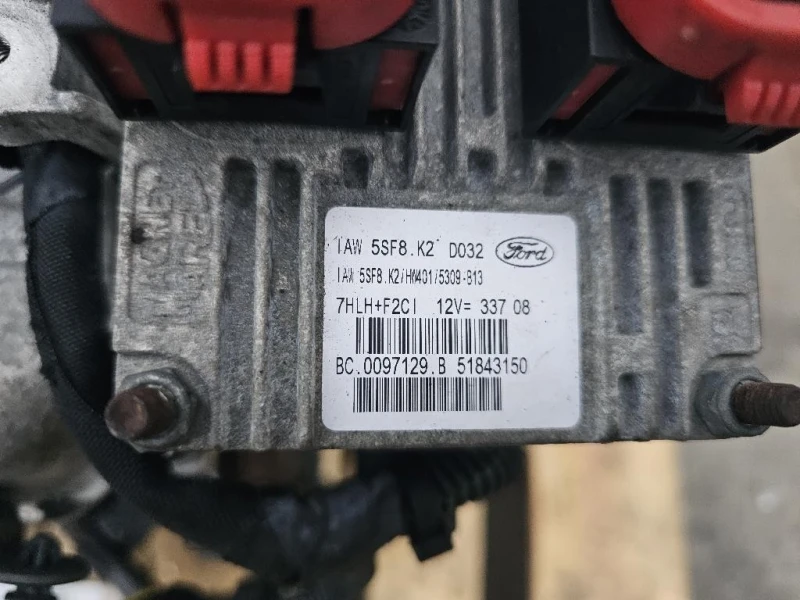 IAW 5SF8.K2 D032 Ford
IAW 5SF8.K2/HW401/5309-B13
7HLH+F2CI 12V= 337 08
BC.0097129.B 51843150